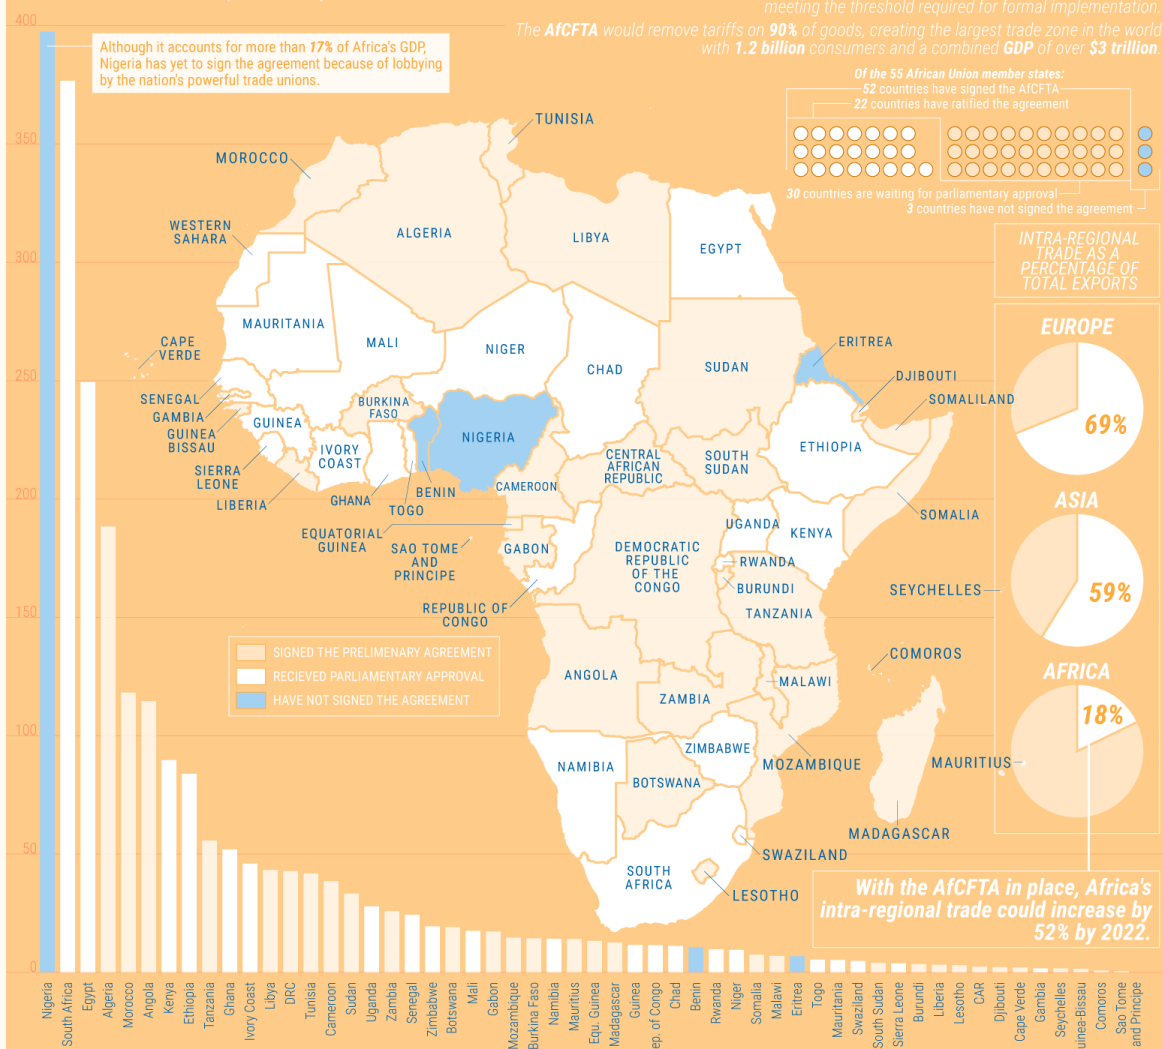 meeting the threshold required for formal implementation.
The AfCFTA would remove tariffs on 90% of goods, creating the largest trade zone in the world
with 1.2 billion consumers and a combined GDP of over $3 trillion.
Although it accounts for more than 17% of Africa's GDP,
Nigeria has yet to sign the agreement because of lobbying
by the nation's powerful trade unions.
Of the 55 African Union member states:
52 countries have signed the AfCFTA
22 countries have ratified the agreement
30 countries are waiting for parliamentary approval
3 countries have not signed the agreement
400
350
300
250
200
150
100
50
0
INTRA-REGIONAL
TRADE AS A
PERCENTAGE OF
TOTAL EXPORTS
EUROPE
69%
ASIA
59%
AFRICA
18%
With the AfCFTA in place, Africa's
intra-regional trade could increase by
52% by 2022.
TUNISIA
MOROCCO
WESTERN
SAHARA
ALGERIA
LIBYA
EGYPT
MAURITANIA
MALI
NIGER
CHAD
SUDAN
ERITREA
DJIBOUTI
SOMALILAND
CAPE
VERDE
SENEGAL
GAMBIA
GUINEA
BISSAU
GUINEA
SIERRA
LEONE
LIBERIA
IVORY
COAST
BURKINA
FASO
GHANA
TOGO
BENIN
NIGERIA
CAMEROON
CENTRAL
AFRICAN
REPUBLIC
SOUTH
SUDAN
ETHIOPIA
SOMALIA
EQUATORIAL
GUINEA
SAO TOME
AND
PRINCIPE
GABON
REPUBLIC OF
CONGO
DEMOCRATIC
REPUBLIC
OF THE
CONGO
UGANDA
KENYA
RWANDA
BURUNDI
TANZANIA
SEYCHELLES
COMOROS
ANGOLA
ZAMBIA
MALAWI
MOZAMBIQUE
ZIMBABWE
NAMIBIA
BOTSWANA
MAURITIUS
MADAGASCAR
SWAZILAND
SOUTH
AFRICA
LESOTHO
SIGNED THE PRELIMENARY AGREEMENT
RECIEVED PARLIAMENTARY APPROVAL
HAVE NOT SIGNED THE AGREEMENT
Nigeria
South Africa
Egypt
Algeria
Morocco
Angola
Kenya
Ethiopia
Tanzania
Ghana
Ivory Coast
Libya
DRC
Tunisia
Cameroon
Sudan
Uganda
Zambia
Senegal
Zimbabwe
Botswana
Mali
Gabon
Mozambique
Burkina Faso
Namibia
Mauritius
Equ. Guinea
Madagascar
Guinea
ep. of Congo
Chad
Benin
Rwanda
Niger
Somalia
Malawi
Eritrea
Togo
Mauritania
Swaziland
South Sudan
Sierra Leone
Burundi
Liberia
Lesotho
CAR
Djibouti
Cape Verde
Gambia
Seychelles
uinea-Bissau
Comoros
Sao Tome
and Principe